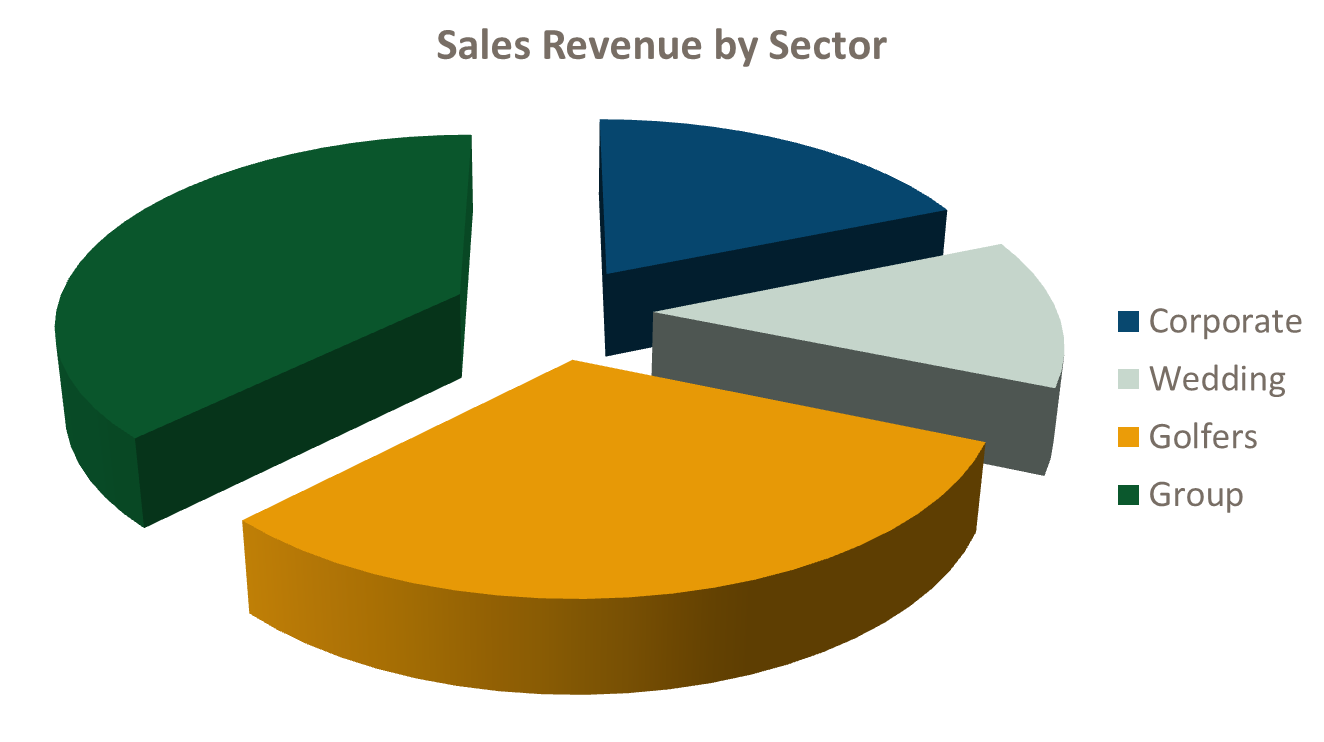 Sales Revenue by Sector
Corporate
Wedding
Golfers
Group